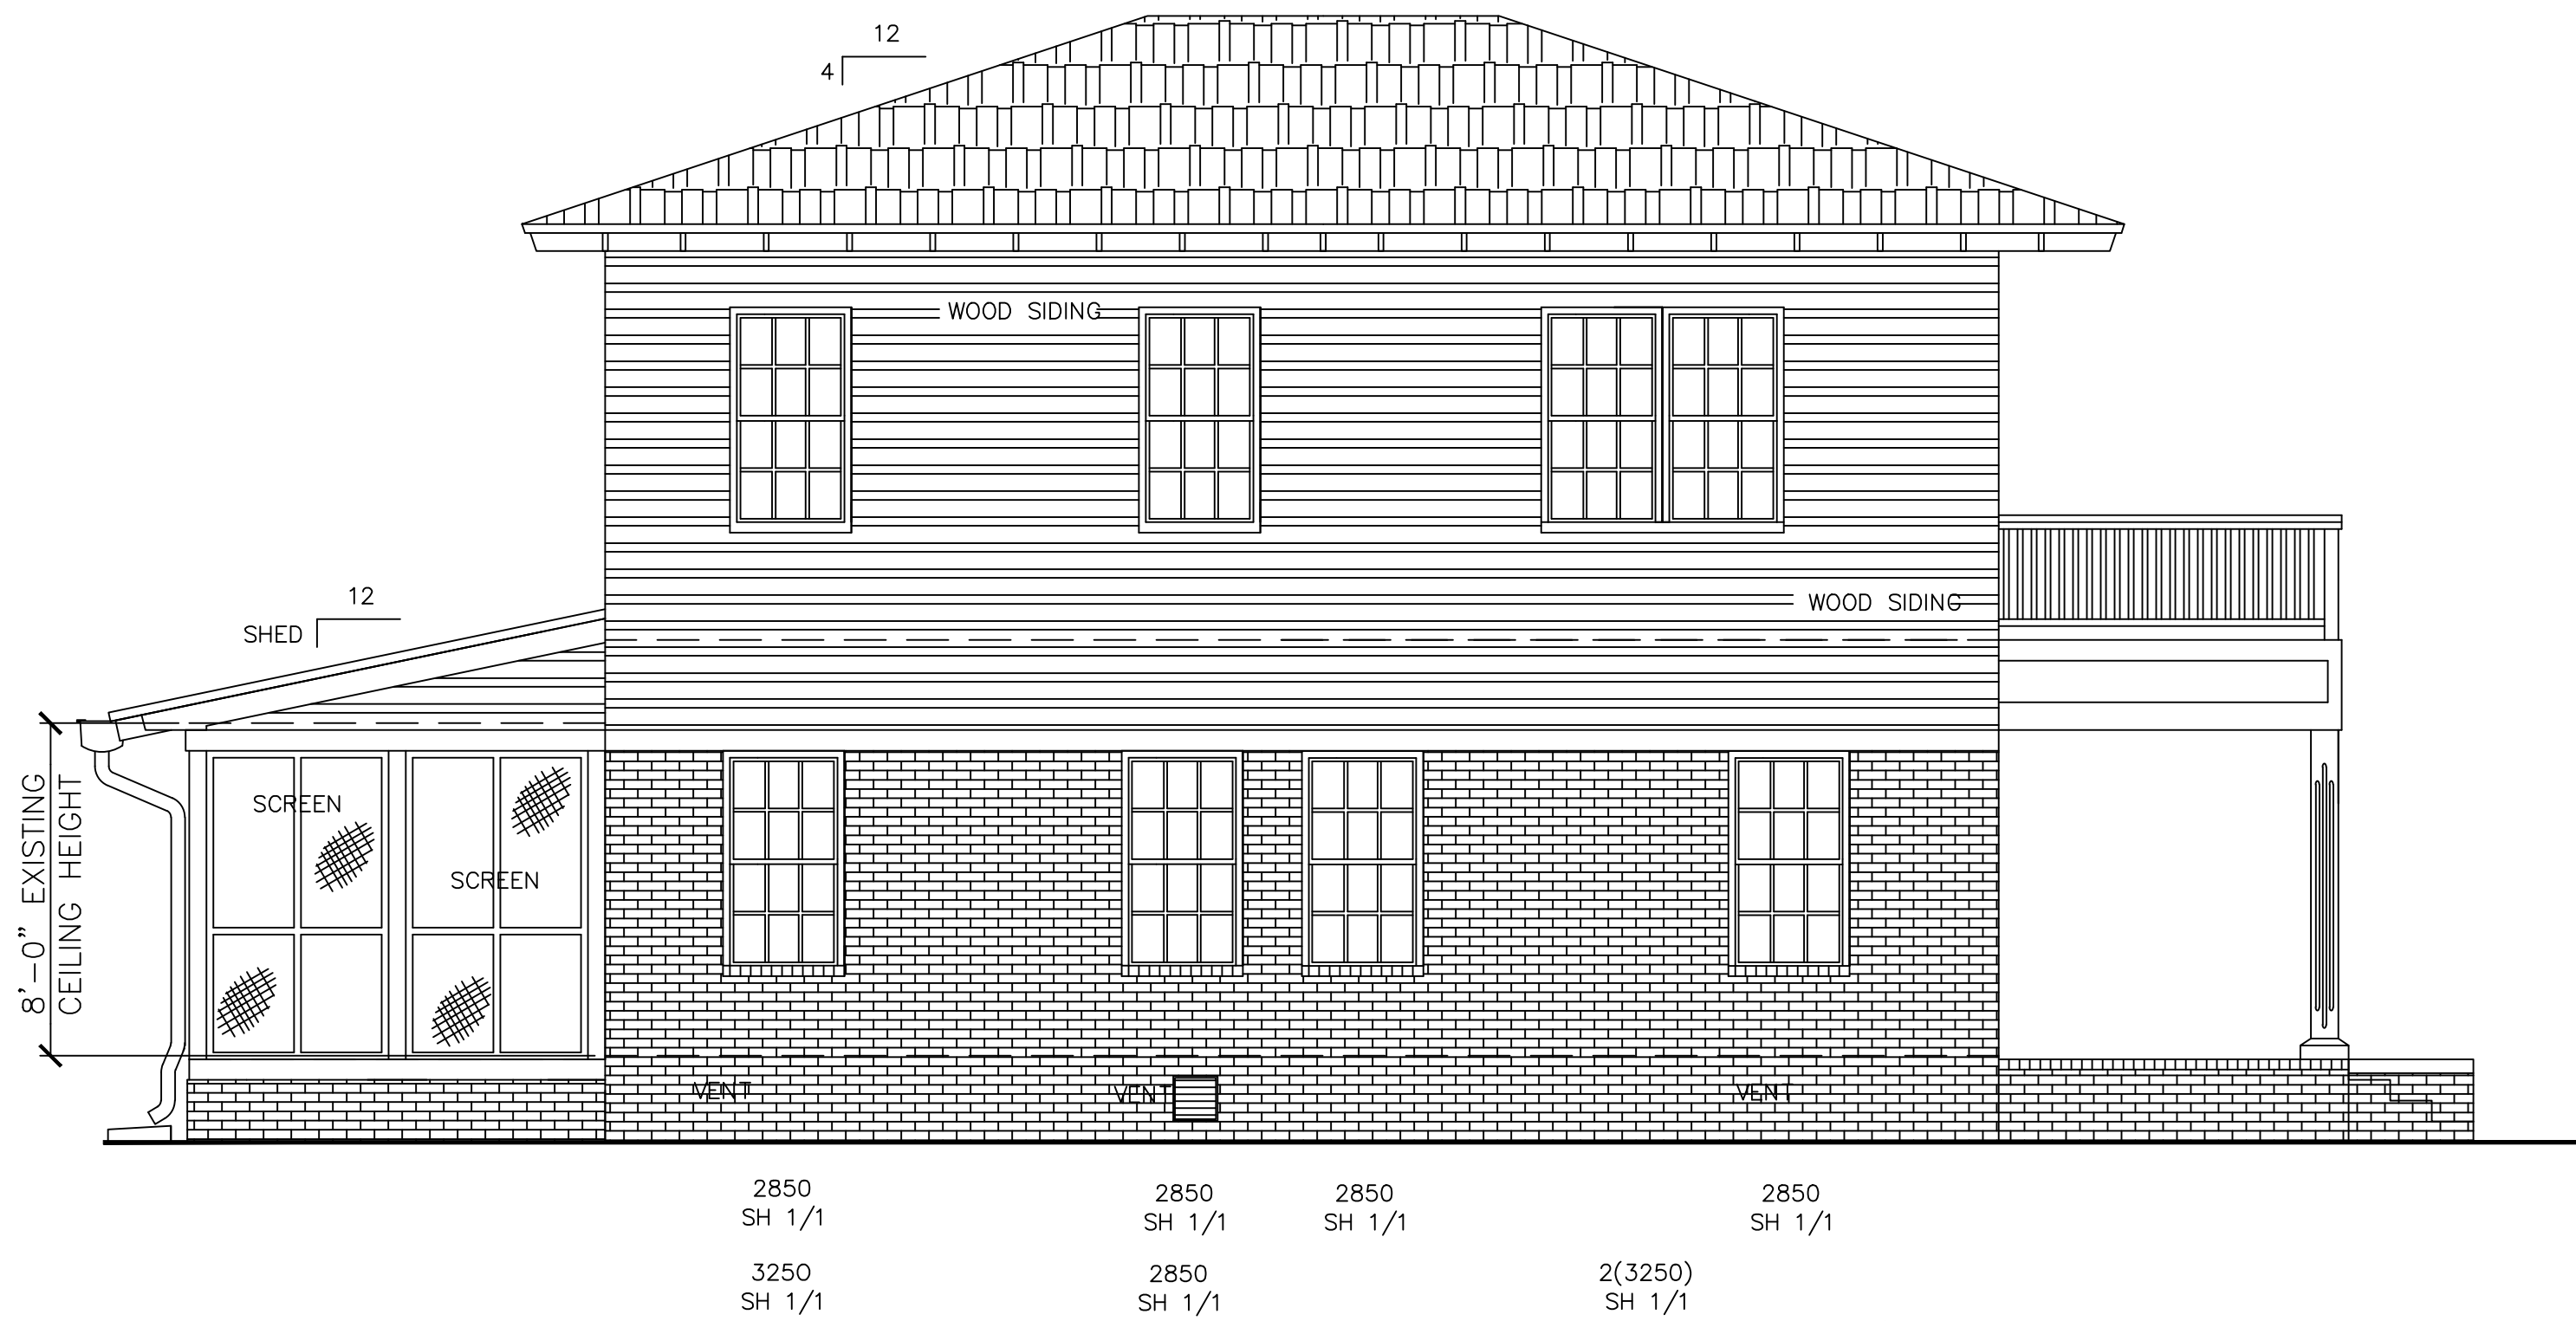 12
4
WOOD SIDING
12
SHED
WOOD SIDING
8'-0" EXISTING
CEILING HEIGHT
SCREEN
SCREEN
VENT
VENT
VENT
2850
SH 1/1
2850
SH 1/1
2850
SH 1/1
2850
SH 1/1
3250
SH 1/1
2850
SH 1/1
2(3250)
SH 1/1